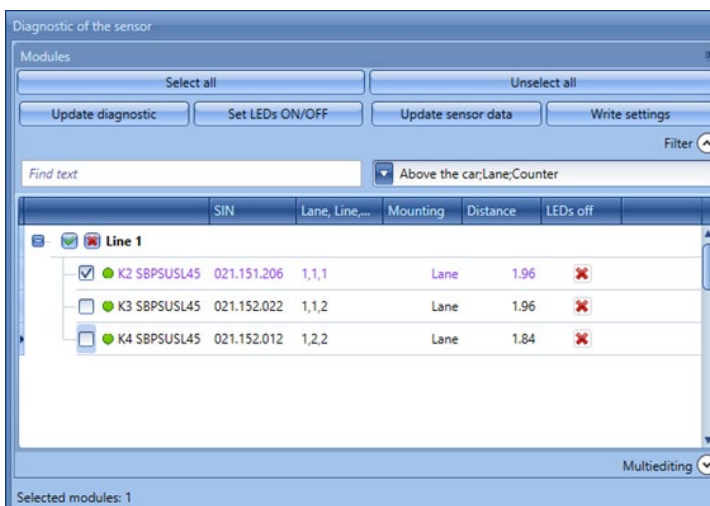 Diagnostic of the sensor
Modules
Select all Unselect all
Update diagnostic Set LEDs ON/OFF Update sensor data Write settings
Filter
Find text Above the car;Lane;Counter
SIN Lane, Line,... Mounting Distance LEDs off
Line 1
K2 SBPSUSL45 021.151.206 1,1,1 Lane 1.96
K3 SBPSUSL45 021.152.022 1,1,2 Lane 1.96
K4 SBPSUSL45 021.152.012 1,2,2 Lane 1.84
Multiediting
Selected modules: 1